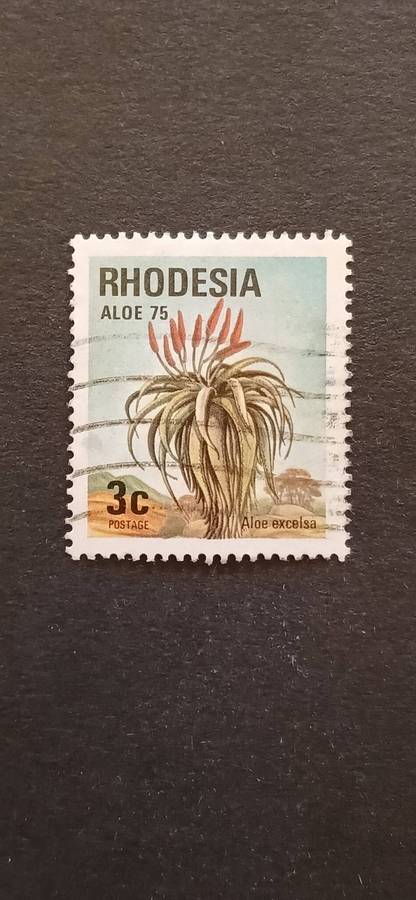 RHODESIA
ALOE 75
3c
POSTAGE
Aloe excelsa